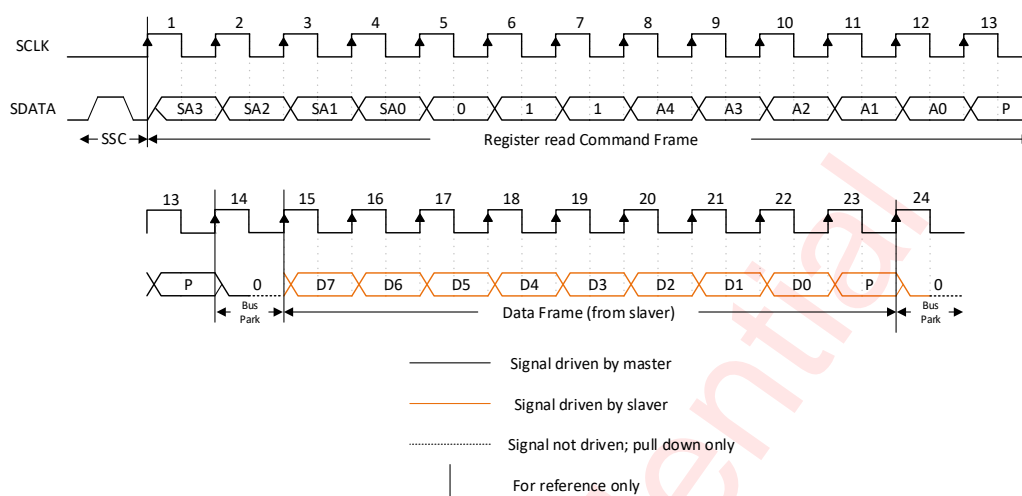 1 2 3 4 5 6 7 8 9 10 11 12 13
SCLK
SDATA SA3 SA2 SA1 SA0 0 1 1 A4 A3 A2 A1 A0 P
SSC Register read Command Frame
13 14 15 16 17 18 19 20 21 22 23 24
P 0 D7 D6 D5 D4 D3 D2 D1 D0 P 0
Bus Park Data Frame (from slaver) Bus Park
Signal driven by master
Signal driven by slaver
Signal not driven; pull down only
For reference only